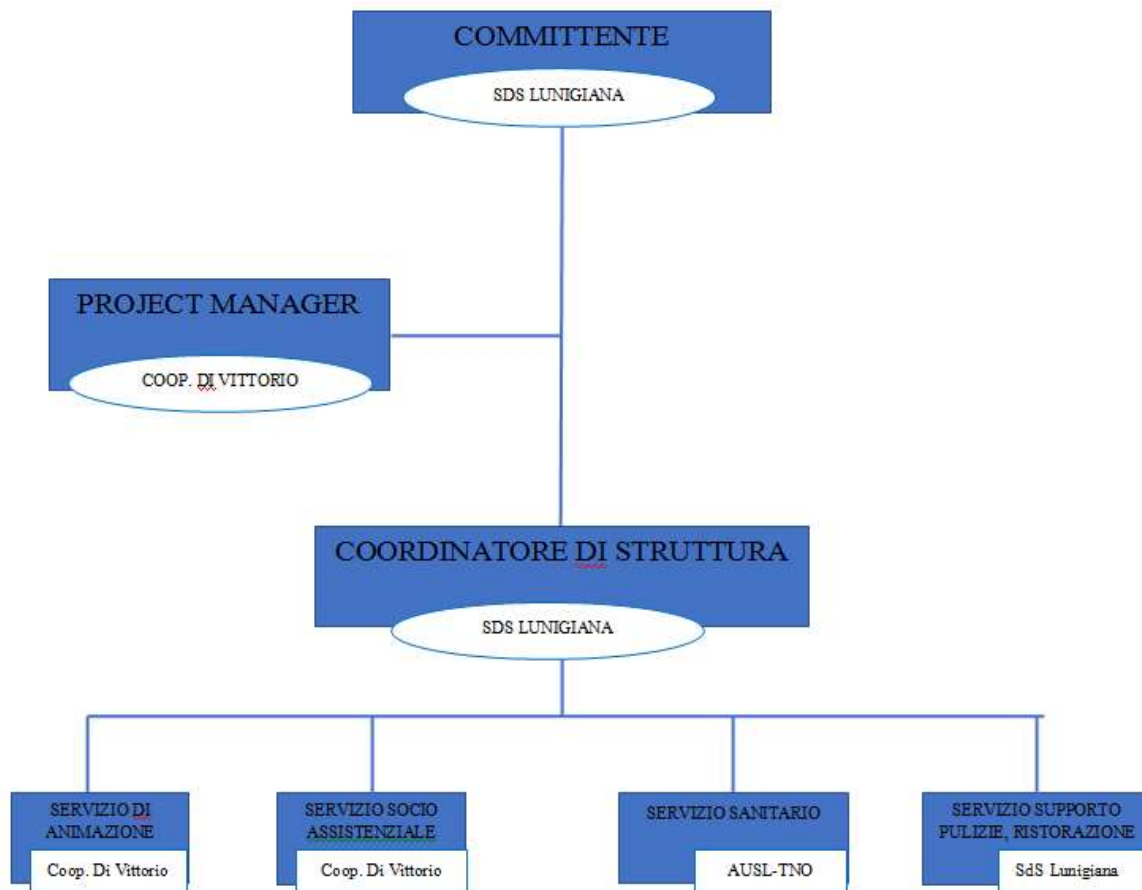 COMMITTENTE
SDS LUNIGIANA
PROJECT MANAGER
COOP. DI VITTORIO
COORDINATORE DI STRUTTURA
SDS LUNIGIANA
SERVIZIO DI
ANIMAZIONE
Coop. Di Vittorio
SERVIZIO SOCIO
ASSISTENZIALE
Coop. Di Vittorio
SERVIZIO SANITARIO
AUSL-TNO
SERVIZIO SUPPORTO
PULIZIE, RISTORAZIONE
SdS Lunigiana